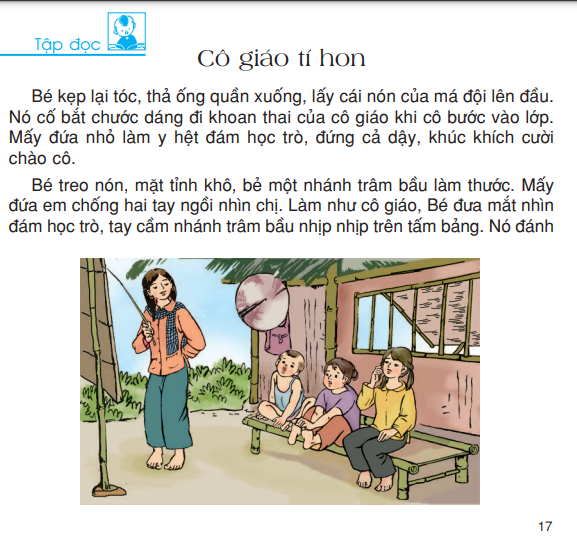 Tập đọc
Cô giáo tí hon
Bé kẹp lại tóc, thả ống quần xuống, lấy cái nón của má đội lên đầu.
Nó cố bắt chước dáng đi khoan thai của cô giáo khi cô bước vào lớp.
Mấy đứa nhỏ làm y hệt đám học trò, đứng cả dậy, khúc khích cười
chào cô.
Bé treo nón, mặt tỉnh khô, bẻ một nhánh trâm bầu làm thước. Mấy
đứa em chống hai tay ngồi nhìn chị. Làm như cô giáo, Bé đưa mắt nhìn
đám học trò, tay cầm nhánh trâm bầu nhịp nhịp trên tấm bảng. Nó đánh
17